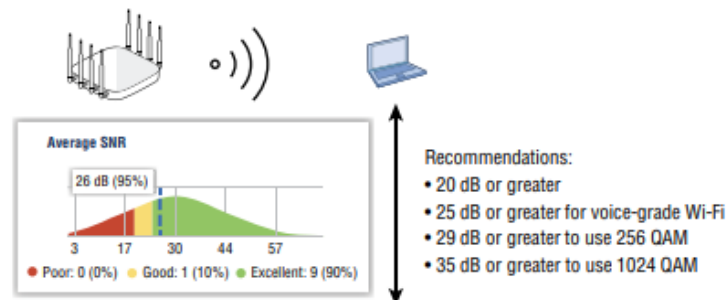 Average SNR
26 dB (95%)
3 17 30 44 57
Poor: 0 (0%) Good: 1 (10%) Excellent: 9 (90%)
Recommendations:
• 20 dB or greater
• 25 dB or greater for voice-grade Wi-Fi
• 29 dB or greater to use 256 QAM
• 35 dB or greater to use 1024 QAM